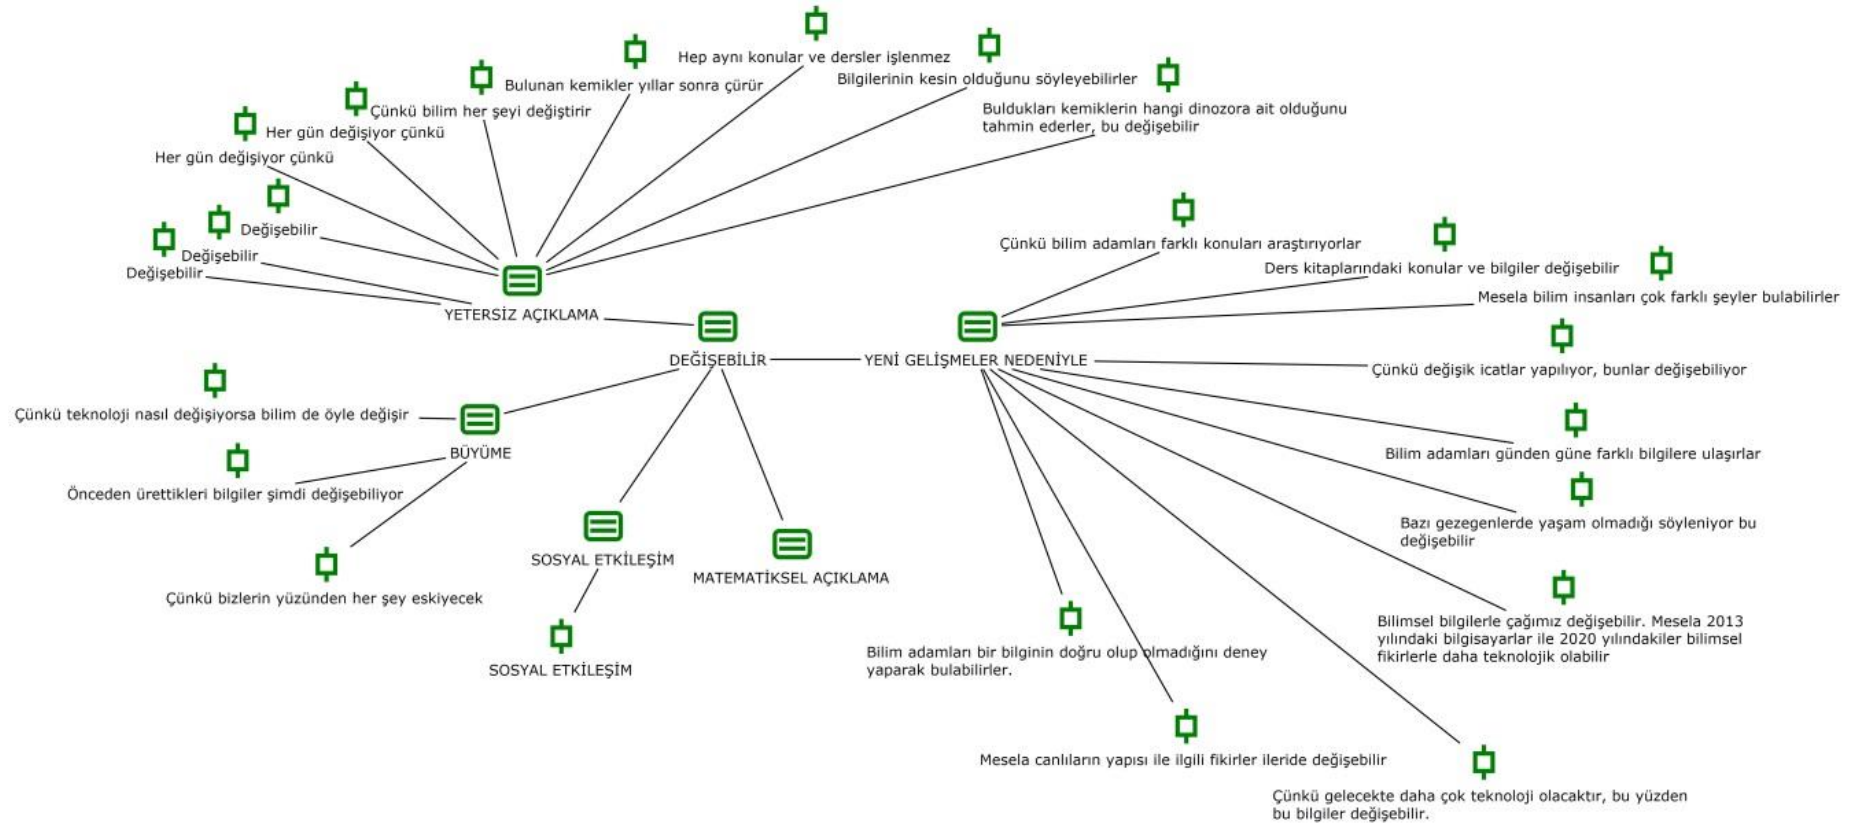 Hep aynı konular ve dersler işlenmez
Bilgilerinin kesin olduğunu söyleyebilirler
Bulunan kemikler yıllar sonra çürür
Buldukları kemiklerin hangi dinozora ait olduğunu
tahmin ederler, bu değişebilir
Çünkü bilim her şeyi değiştirir
Her gün değişiyor çünkü
Her gün değişiyor çünkü
Değişebilir
Değişebilir
Değişebilir
YETERSİZ AÇIKLAMA
Çünkü bilim adamları farklı konuları araştırıyorlar
Ders kitaplarındaki konular ve bilgiler değişebilir
Mesela bilim insanları çok farklı şeyler bulabilirler
DEĞİŞEBİLİR
YENİ GELİŞMELER NEDENİYLE
Çünkü değişik icatlar yapılıyor, bunlar değişebiliyor
Çünkü teknoloji nasıl değişiyorsa bilim de öyle değişir
BÜYÜME
Bilim adamları günden güne farklı bilgilere ulaşırlar
Önceden ürettikleri bilgiler şimdi değişebiliyor
Bazı gezegenlerde yaşam olmadığı söyleniyor bu
değişebilir
SOSYAL ETKİLEŞİM
MATEMATİKSEL AÇIKLAMA
Çünkü bizlerin yüzünden her şey eskiyecek
Bilimsel bilgilerle çağımız değişebilir. Mesela 2013
yılındaki bilgisayarlar ile 2020 yılındakiler bilimsel
fikirlerle daha teknolojik olabilir
SOSYAL ETKİLEŞİM
Bilim adamları bir bilginin doğru olup olmadığını deney
yaparak bulabilirler.
Mesela canlıların yapısı ile ilgili fikirler ileride değişebilir
Çünkü gelecekte daha çok teknoloji olacaktır, bu yüzden
bu bilgiler değişebilir.